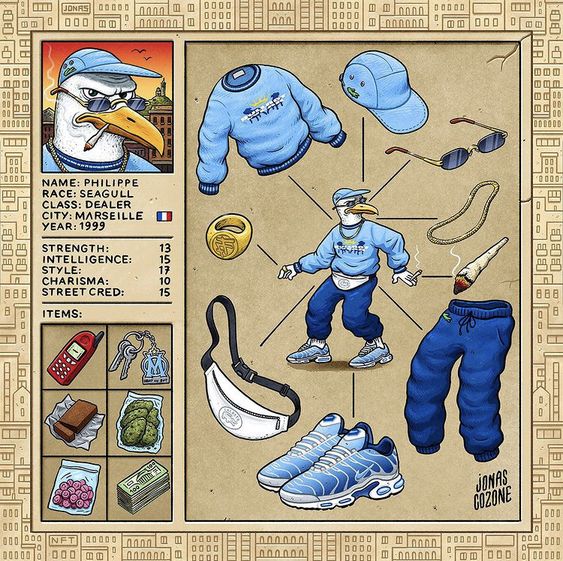 JONAS
NAME: PHILIPPE
RACE: SEAGULL
CLASS: DEALER
CITY: MARSEILLE
YEAR: 1999
STRENGTH: 13
INTELLIGENCE: 15
STYLE: 17
CHARISMA: 10
STREET CRED: 15
ITEMS:
JONAS
GOZONE
NFT